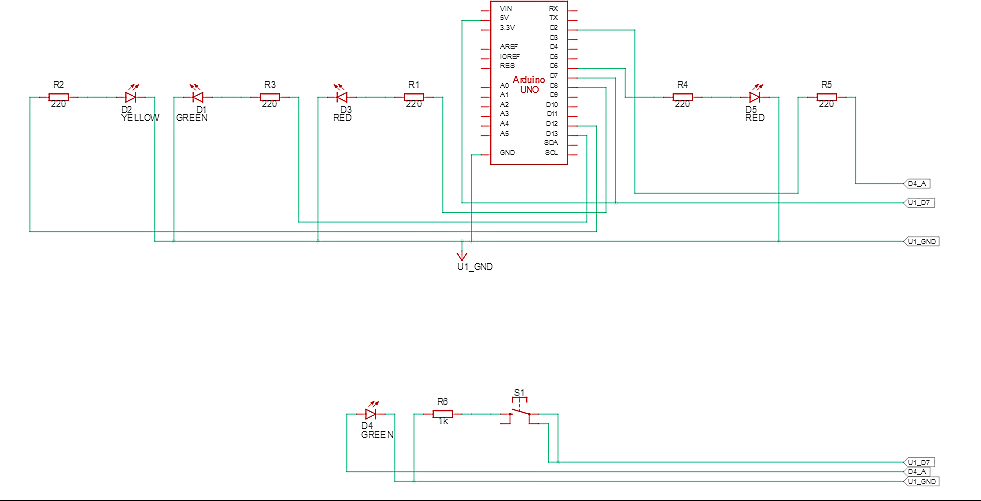 VIN RX
5V TX
3.3V D2
D3
AREF D4
IOREF D5
RES D6
Arduino
UNO
D7
A0 D8
A1 D9
A2 D10
A3 D11
A4 D12
A5 D13
SDA
GND SCL
R2
220
D2
YELLOW
D1
GREEN
R3
220
D3
RED
R1
220
R4
220
D5
RED
R5
220
D4_A
U1_D7
U1_GND
U1_GND
D4
GREEN
R6
1K
S1
U1_D7
D4_A
U1_GND